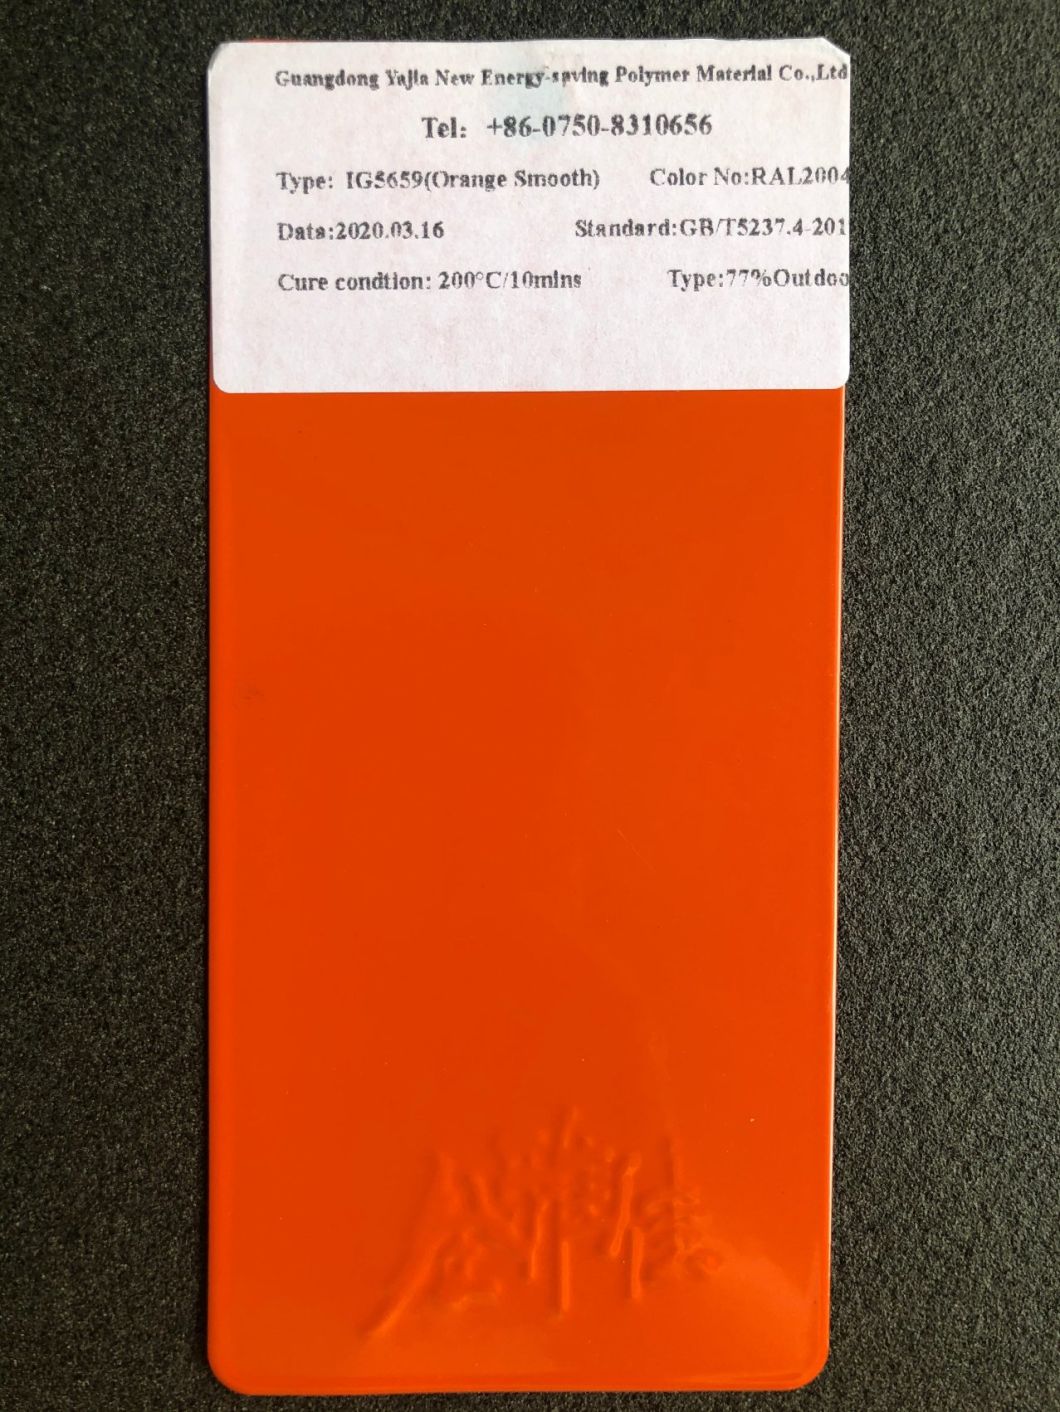 Guangdong Yajia New Energy-saving Polymer Material Co.,Ltd
Tel: +86-0750-8310656
Type: IG5659(Orange Smooth) Color No:RAL2004
Data:2020.03.16 Standard:GB/T5237.4-201
Cure condtion: 200°C/10mins Type:77%Outdoo